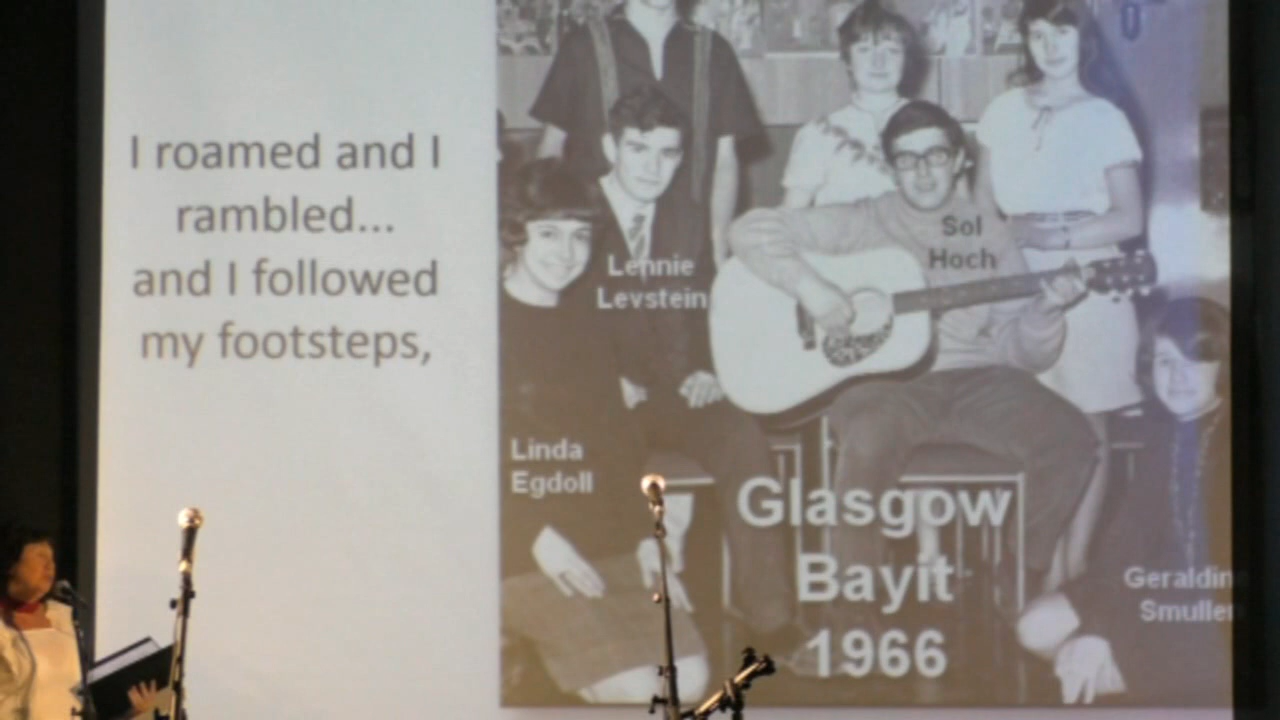 I roamed and I
rambled...
and I followed
my footsteps,
Sol
Hoch
Lennie
Levstein
Linda
Egdoll
Glasgow
Bayit
1966
Geraldine
Smullen